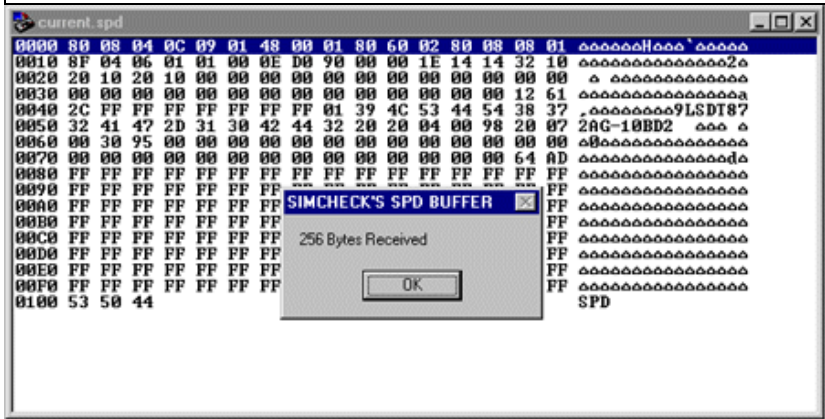 current.spd
0000 80 08 04 0C 09 01 48 00 01 80 60 02 80 08 08 01 ⌂⌂⌂⌂⌂⌂H⌂⌂⌂`⌂⌂⌂⌂⌂
0010 8F 04 06 01 01 00 0E D0 90 00 00 1E 14 14 32 10 ⌂⌂⌂⌂⌂⌂⌂⌂⌂⌂⌂⌂⌂⌂2⌂
0020 20 10 20 10 00 00 00 00 00 00 00 00 00 00 00 00  ⌂ ⌂⌂⌂⌂⌂⌂⌂⌂⌂⌂⌂⌂⌂
0030 00 00 00 00 00 00 00 00 00 00 00 00 00 00 12 61 ⌂⌂⌂⌂⌂⌂⌂⌂⌂⌂⌂⌂⌂⌂⌂a
0040 2C FF FF FF FF FF FF FF 01 39 4C 53 44 54 38 37 ,⌂⌂⌂⌂⌂⌂⌂⌂9LSDT87
0050 32 41 47 2D 31 30 42 44 32 20 20 04 00 98 20 07 2AG-10BD2  ⌂⌂⌂ ⌂
0060 00 30 95 00 00 00 00 00 00 00 00 00 00 00 00 00 ⌂0⌂⌂⌂⌂⌂⌂⌂⌂⌂⌂⌂⌂⌂⌂
0070 00 00 00 00 00 00 00 00 00 00 00 00 00 00 64 AD ⌂⌂⌂⌂⌂⌂⌂⌂⌂⌂⌂⌂⌂⌂d⌂
0080 FF FF FF FF FF FF FF FF FF FF FF FF FF FF FF FF ⌂⌂⌂⌂⌂⌂⌂⌂⌂⌂⌂⌂⌂⌂⌂⌂
0090 FF FF FF FF FF FF FF FF ⌂⌂⌂⌂⌂⌂⌂⌂⌂⌂⌂⌂⌂⌂⌂⌂
00A0 FF FF FF FF FF FF FF FF ⌂⌂⌂⌂⌂⌂⌂⌂⌂⌂⌂⌂⌂⌂⌂⌂
00B0 FF FF FF FF FF FF FF FF ⌂⌂⌂⌂⌂⌂⌂⌂⌂⌂⌂⌂⌂⌂⌂⌂
00C0 FF FF FF FF FF FF FF FF ⌂⌂⌂⌂⌂⌂⌂⌂⌂⌂⌂⌂⌂⌂⌂⌂
00D0 FF FF FF FF FF FF FF FF ⌂⌂⌂⌂⌂⌂⌂⌂⌂⌂⌂⌂⌂⌂⌂⌂
00E0 FF FF FF FF FF FF FF FF ⌂⌂⌂⌂⌂⌂⌂⌂⌂⌂⌂⌂⌂⌂⌂⌂
00F0 FF FF FF FF FF FF FF FF ⌂⌂⌂⌂⌂⌂⌂⌂⌂⌂⌂⌂⌂⌂⌂⌂
0100 53 50 44 SPD
SIMCHECK'S SPD BUFFER
256 Bytes Received
OK